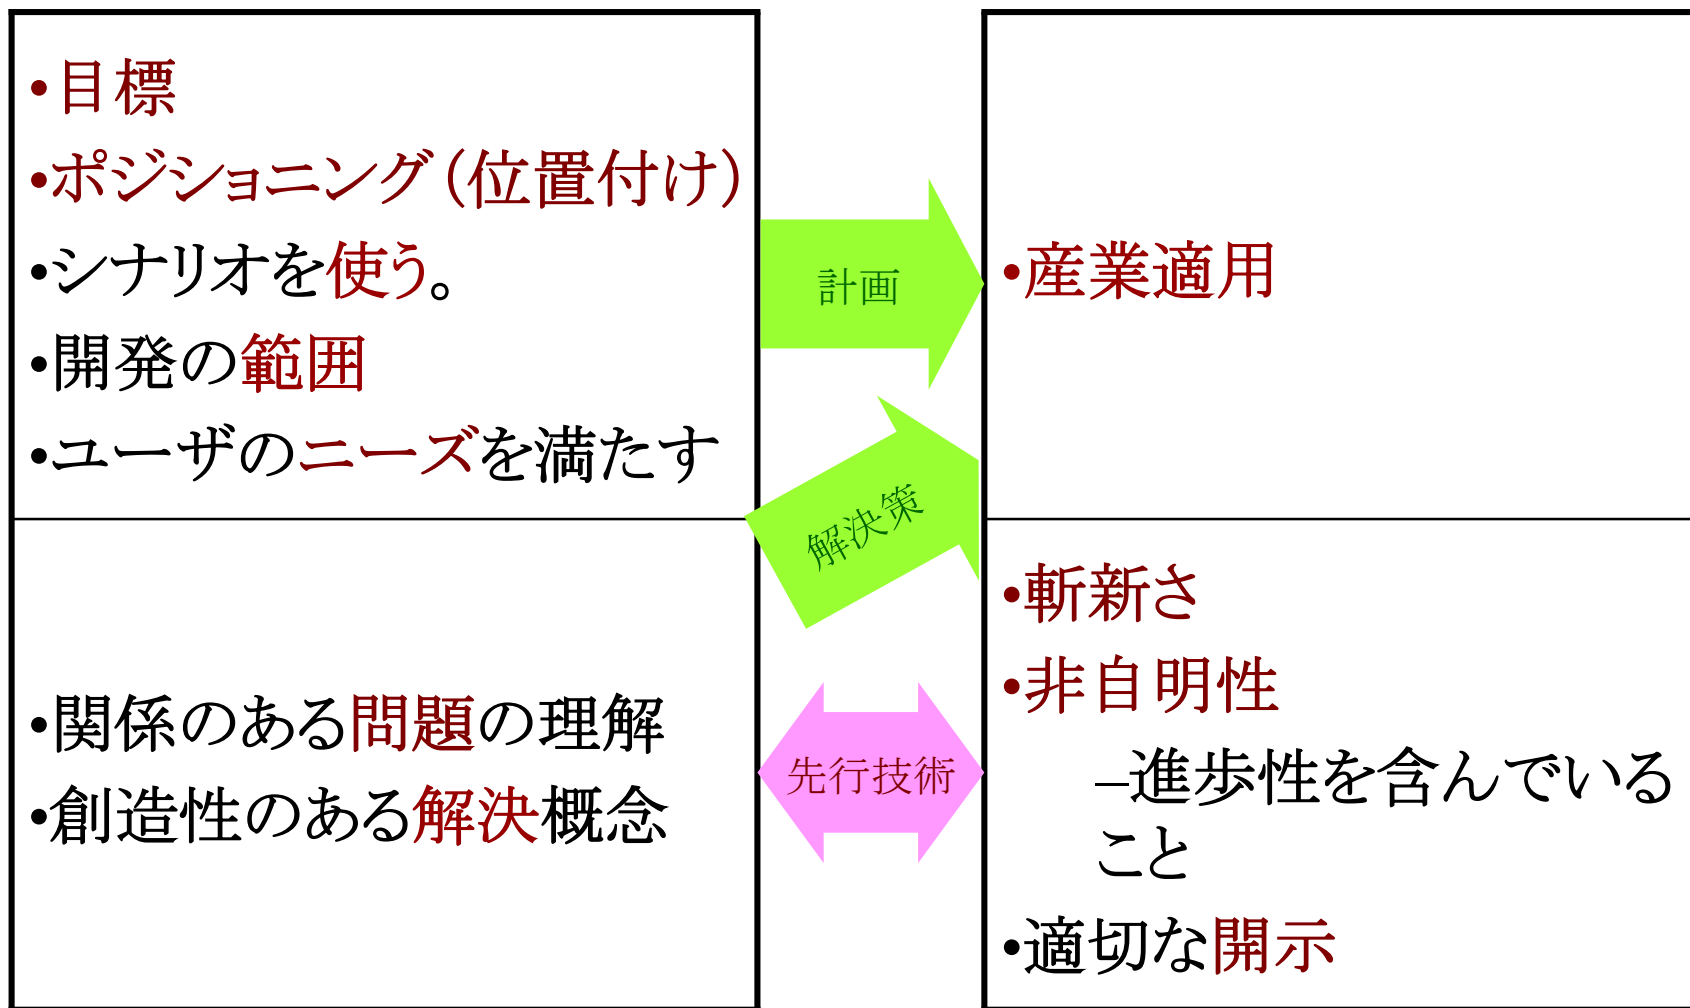 •目標
•ポジショニング（位置付け）
•シナリオを使う。
•開発の範囲
•ユーザのニーズを満たす
•関係のある問題の理解
•創造性のある解決概念
計画
解決策
先行技術
•産業適用
•斬新さ
•非自明性
–進歩性を含んでいる
こと
•適切な開示